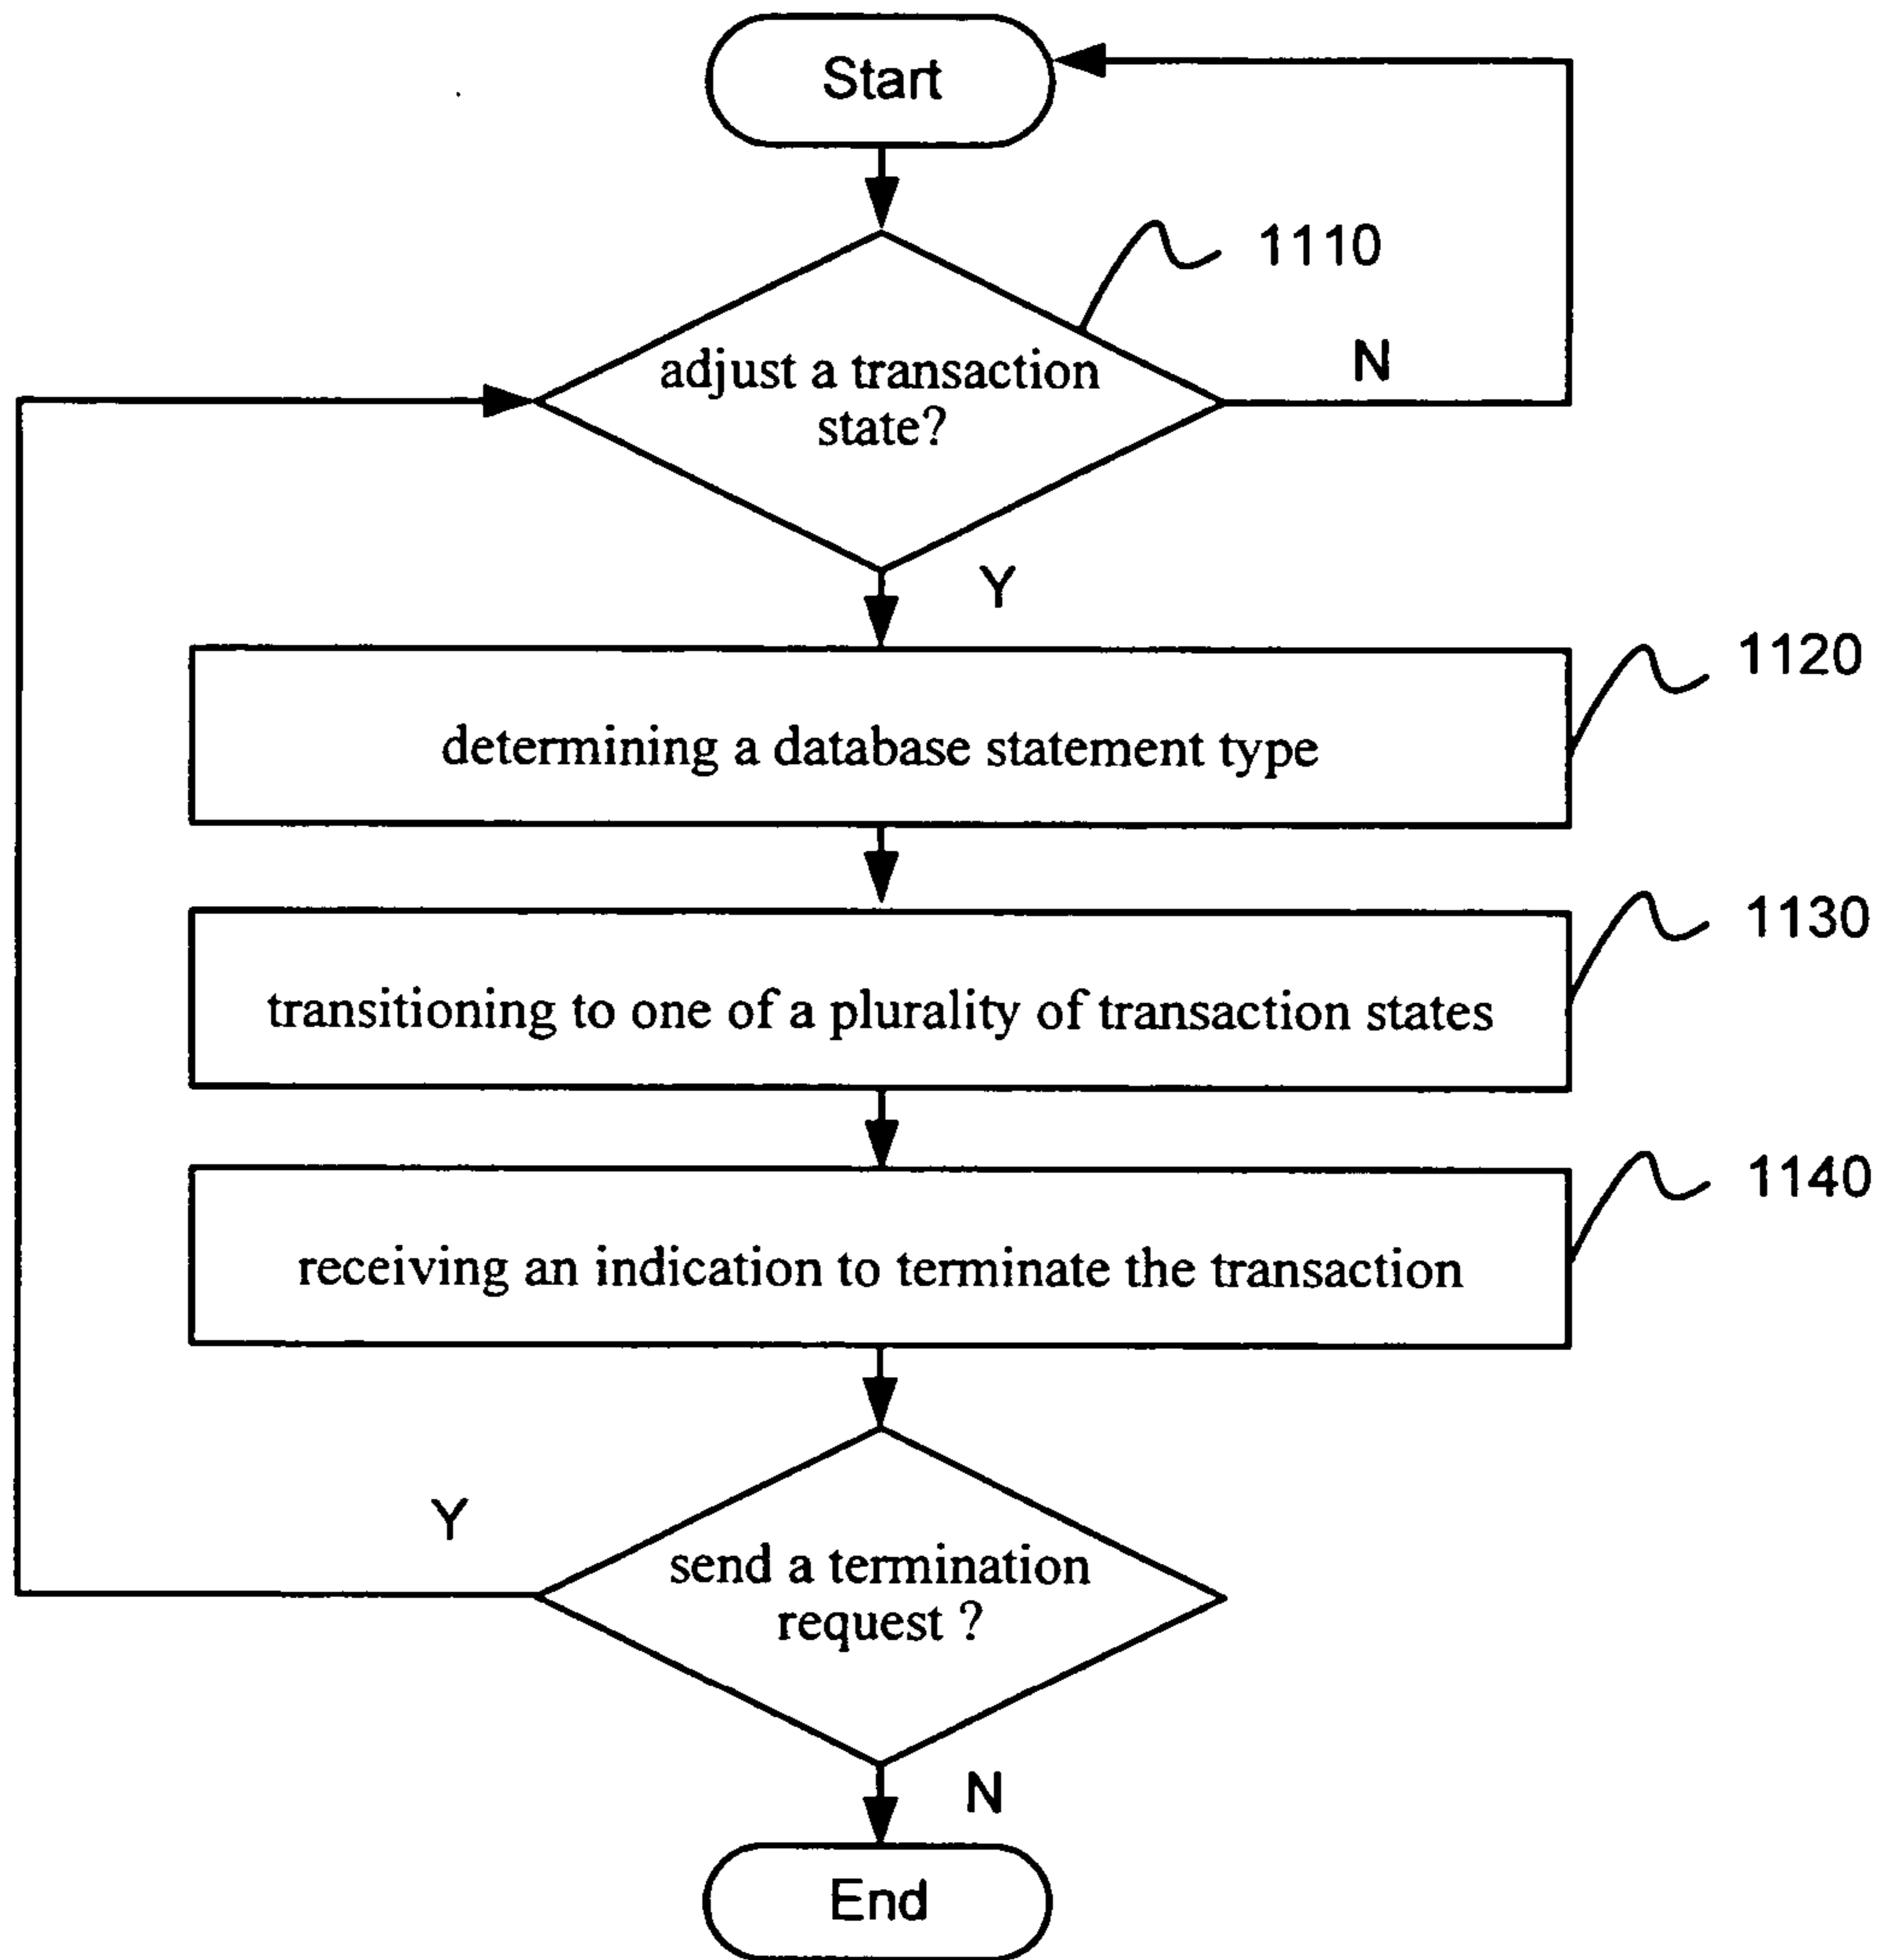 Start
1110
adjust a transaction
state?
N
Y
1120
determining a database statement type
1130
transitioning to one of a plurality of transaction states
1140
receiving an indication to terminate the transaction
Y
send a termination
request ?
N
End